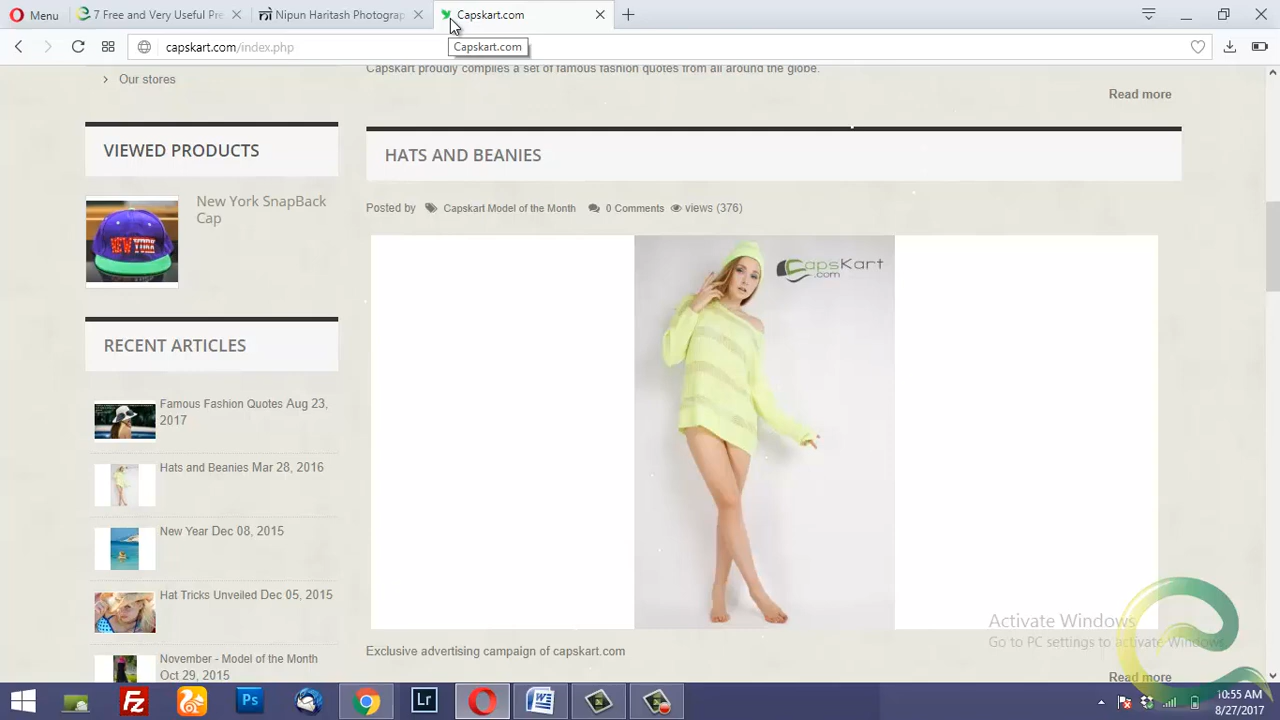 Menu
7 Free and Very Useful Pre
Nipun Haritash Photograp
Capskart.com
capskart.com/index.php
Capskart.com
Our stores
Capskart proudly compiles a set of famous fashion quotes from all around the globe.
Read more
VIEWED PRODUCTS
New York SnapBack
Cap
NEW YORK
RECENT ARTICLES
Famous Fashion Quotes Aug 23,
2017
Hats and Beanies Mar 28, 2016
New Year Dec 08, 2015
Hat Tricks Unveiled Dec 05, 2015
November - Model of the Month
Oct 29, 2015
HATS AND BEANIES
Posted by Capskart Model of the Month 0 Comments views (376)
CapsKart
.com
Exclusive advertising campaign of capskart.com
Read more
Activate Windows
Go to PC settings to activate Windows.
Fz
Ps
Lr
W
10:55 AM
8/27/2017